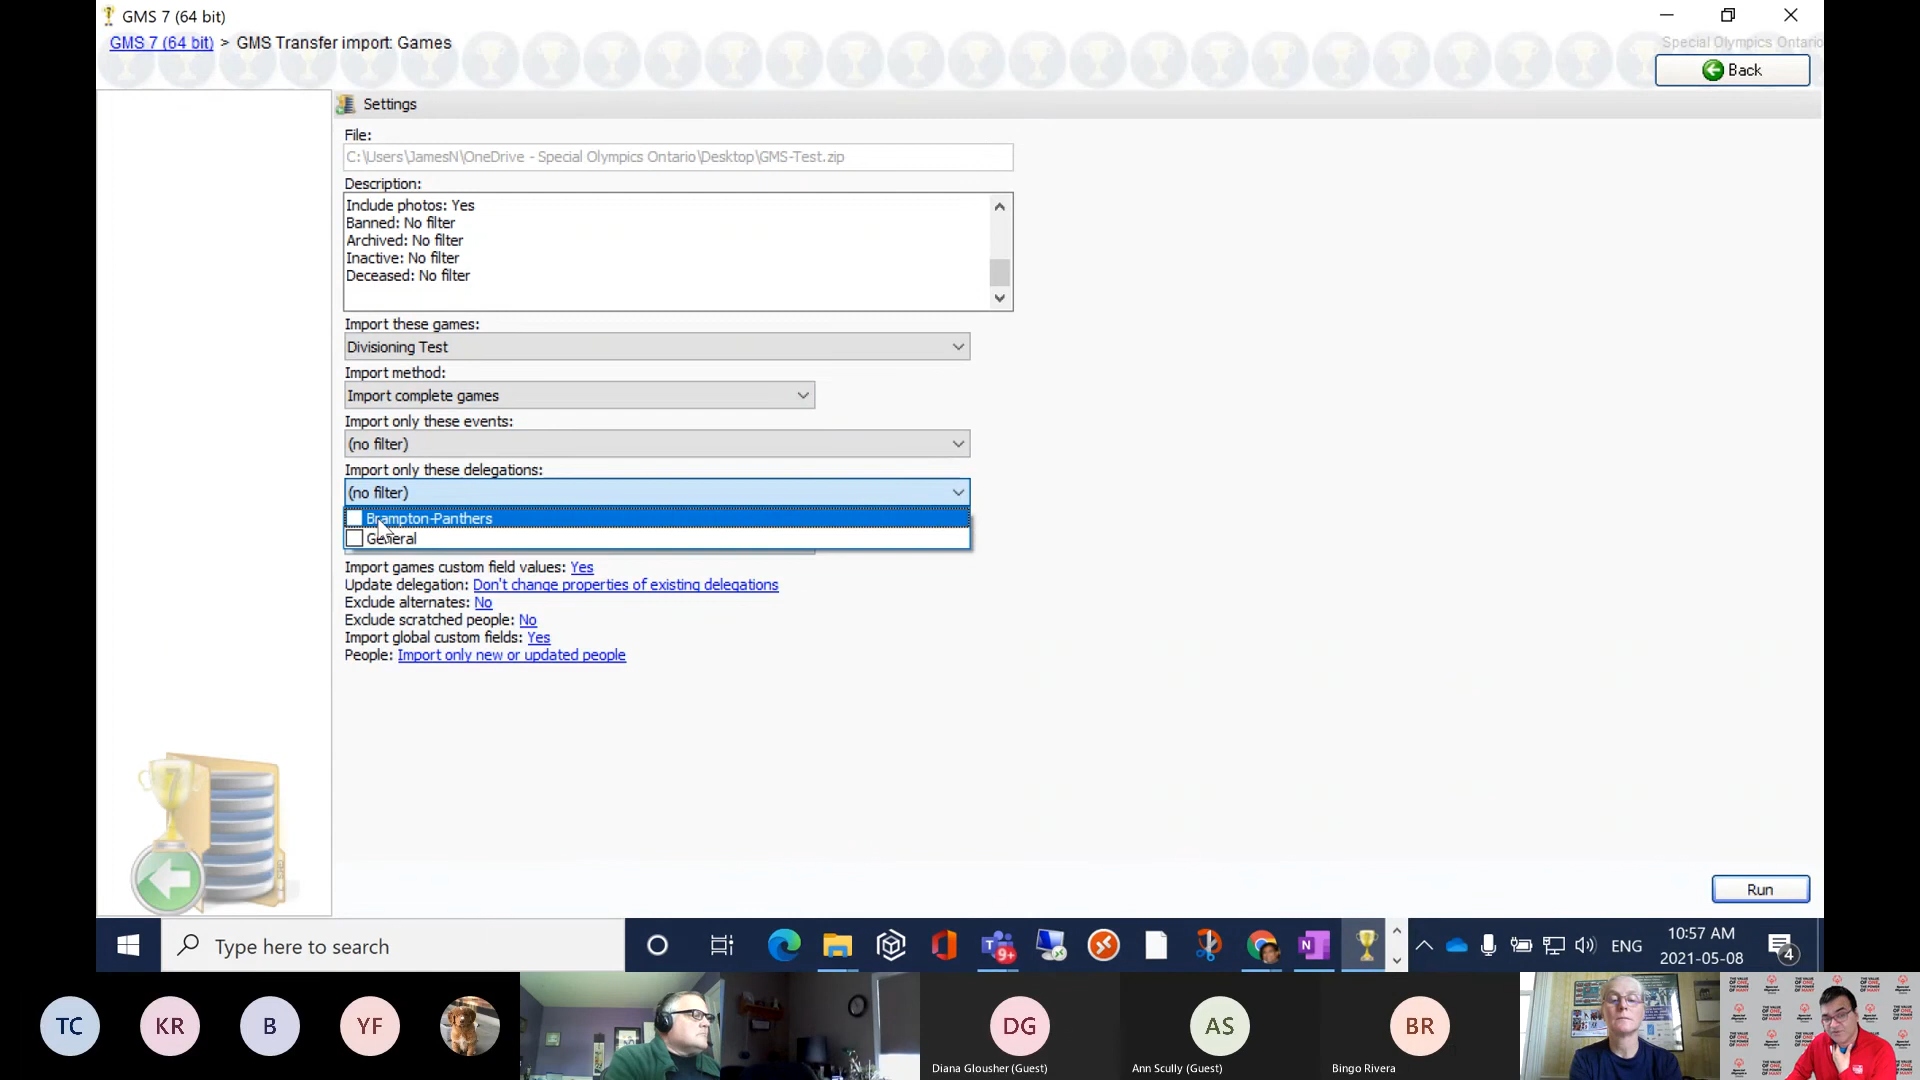 GMS 7 (64 bit)
GMS 7 (64 bit) > GMS Transfer import: Games
Special Olympics Ontario
Back
Settings
File:
C:\Users\JamesN\OneDrive - Special Olympics Ontario\Desktop\GMS-Test.zip
Description:
Include photos: Yes
Banned: No filter
Archived: No filter
Inactive: No filter
Deceased: No filter
Import these games:
Divisioning Test
Import method:
Import complete games
Import only these events:
(no filter)
Import only these delegations:
(no filter)
Brampton-Panthers
General
Import games custom field values: Yes
Update delegation: Don't change properties of existing delegations
Exclude alternates: No
Exclude scratched people: No
Import global custom fields: Yes
People: Import only new or updated people
Run
Type here to search
9+
ENG
10:57 AM
2021-05-08
4
TC
KR
B
YF
DG
AS
BR
Diana Glousher (Guest)
Ann Scully (Guest)
Bingo Rivera